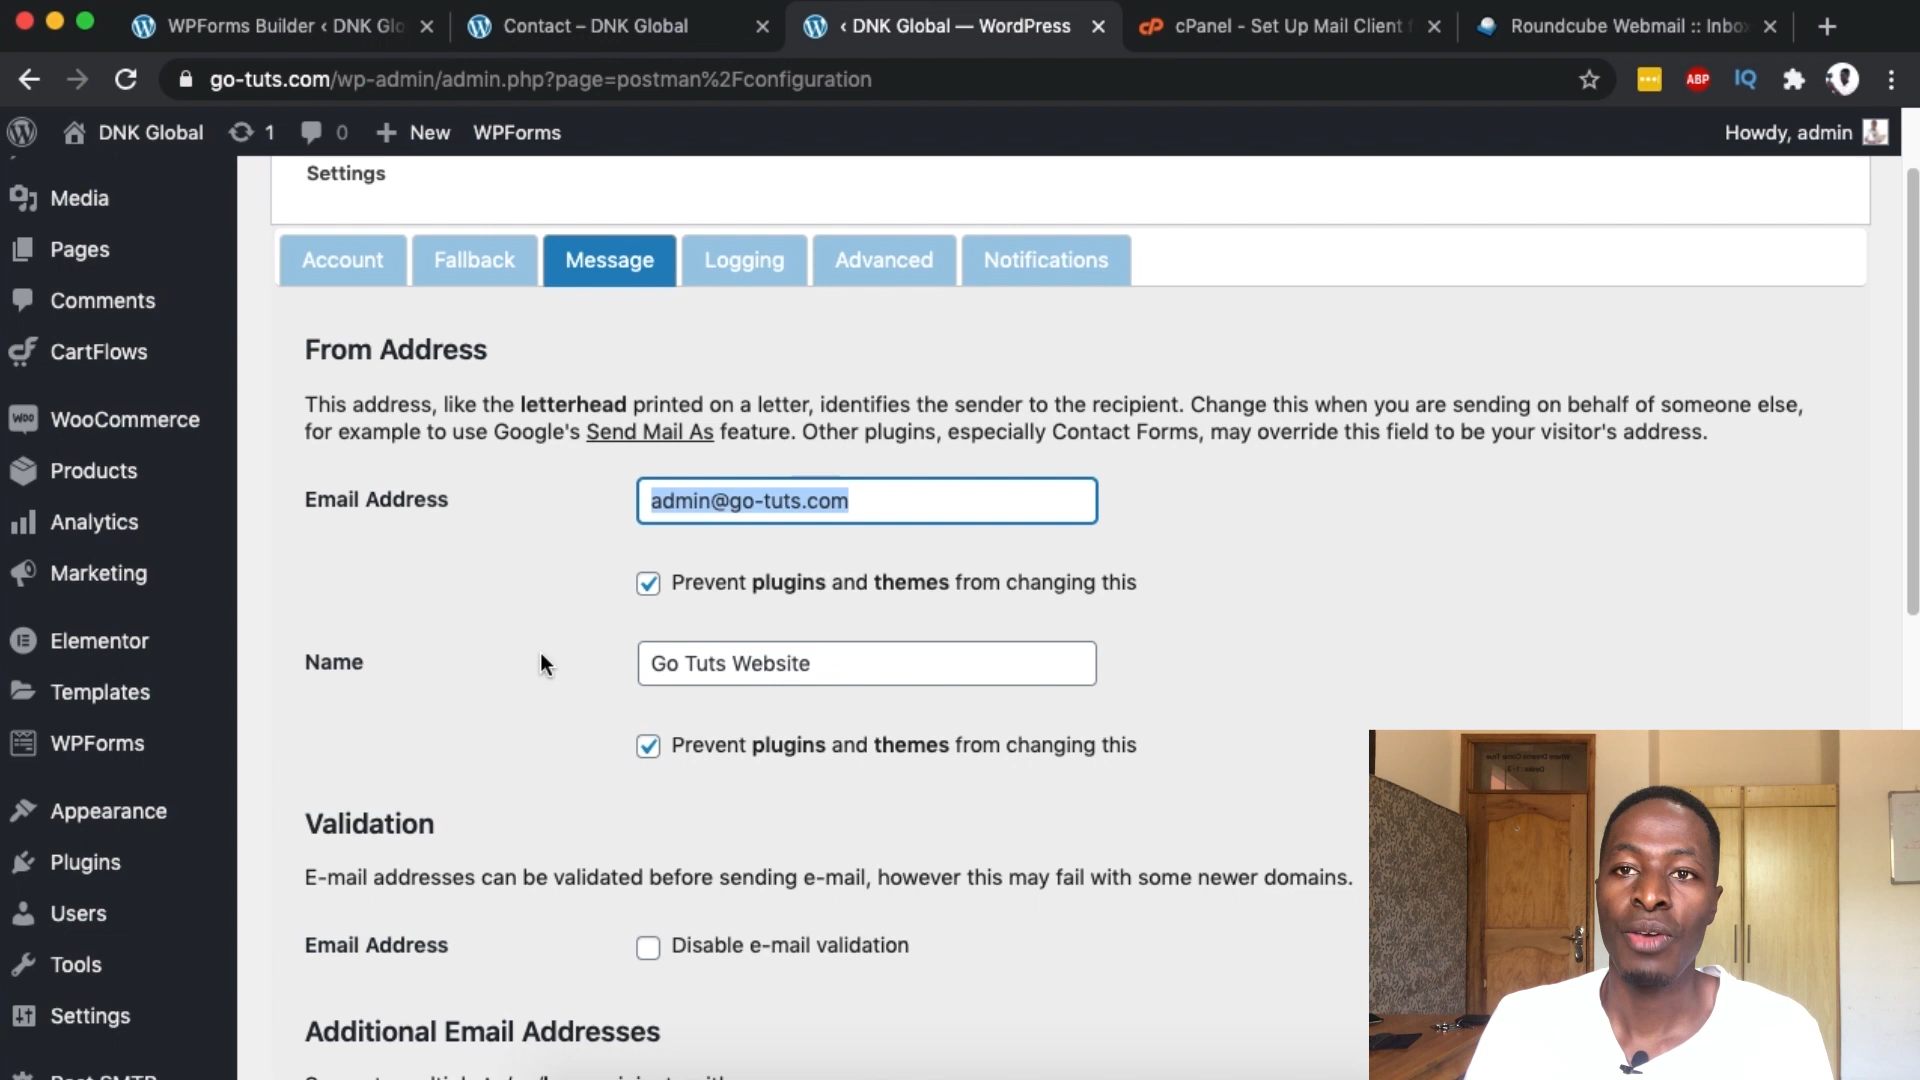 WPForms Builder ‹ DNK Glo
Contact – DNK Global
‹ DNK Global — WordPress
cP cPanel - Set Up Mail Client f
Roundcube Webmail :: Inbo
go-tuts.com/wp-admin/admin.php?page=postman%2Fconfiguration
ABP
IQ
DNK Global
1
0
New
WPForms
Howdy, admin
Media
Pages
Comments
CartFlows
WOO WooCommerce
Products
Analytics
Marketing
Elementor
Templates
WPForms
Appearance
Plugins
Users
Tools
Settings
Post SMTP
Settings
Account
Fallback
Message
Logging
Advanced
Notifications
From Address
This address, like the letterhead printed on a letter, identifies the sender to the recipient. Change this when you are sending on behalf of someone else,
for example to use Google's Send Mail As feature. Other plugins, especially Contact Forms, may override this field to be your visitor's address.
Email Address
admin@go-tuts.com
Prevent plugins and themes from changing this
Name
Go Tuts Website
Prevent plugins and themes from changing this
Validation
E-mail addresses can be validated before sending e-mail, however this may fail with some newer domains.
Email Address
Disable e-mail validation
Additional Email Addresses